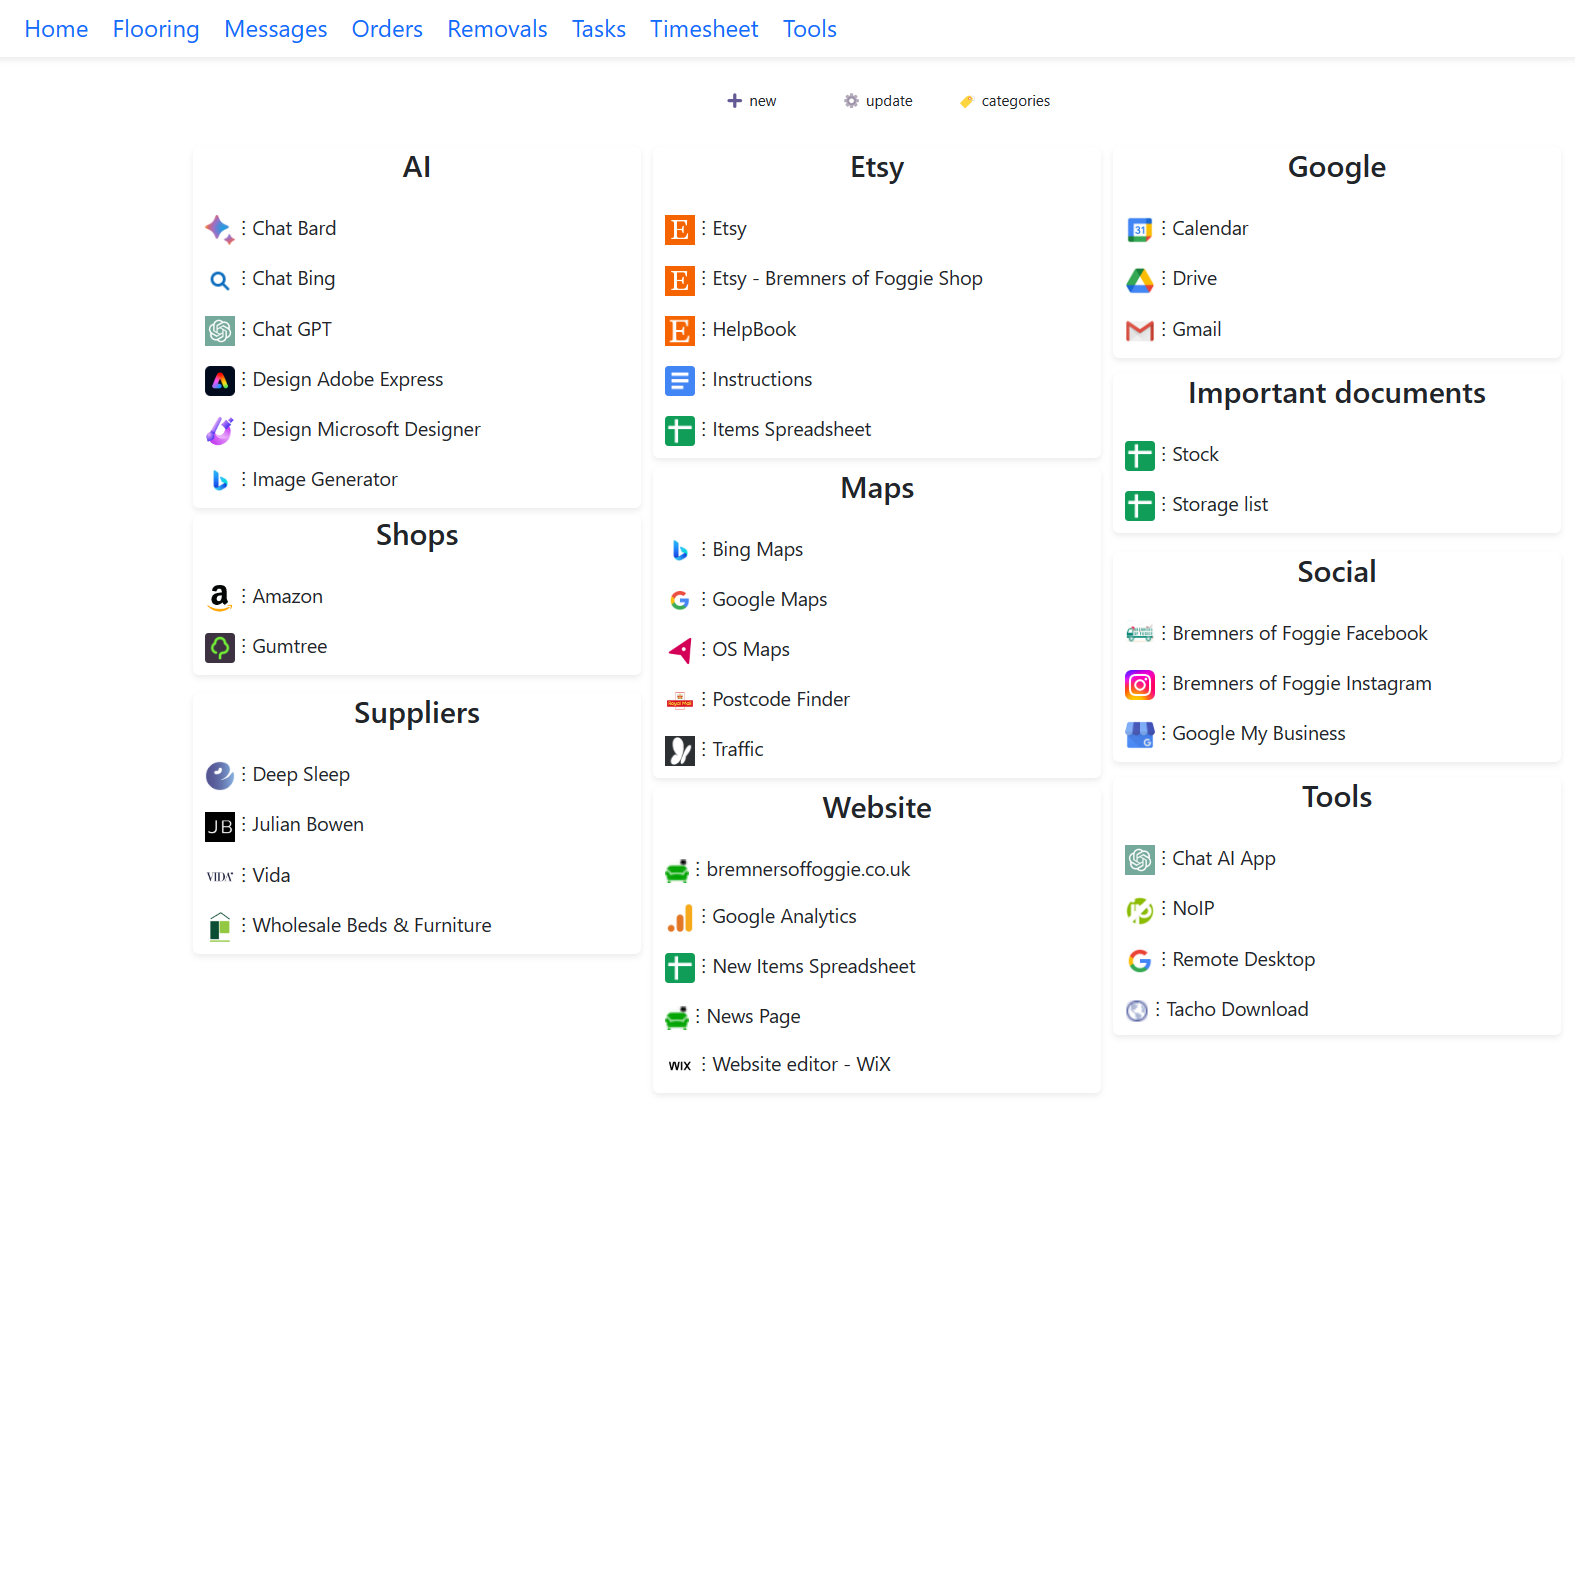 Home Flooring Messages Orders Removals Tasks Timesheet Tools
new update categories
AI
Chat Bard
Chat Bing
Chat GPT
Design Adobe Express
Design Microsoft Designer
Image Generator
Shops
a Amazon
Gumtree
Suppliers
Deep Sleep
JB Julian Bowen
VIDA Vida
Wholesale Beds & Furniture
Etsy
E Etsy
E Etsy - Bremners of Foggie Shop
E HelpBook
Instructions
Items Spreadsheet
Maps
b Bing Maps
G Google Maps
OS Maps
Royal Mail Postcode Finder
Traffic
Website
bremnersoffoggie.co.uk
Google Analytics
New Items Spreadsheet
News Page
WIX Website editor - WiX
Google
31 Calendar
Drive
Gmail
Important documents
Stock
Storage list
Social
Bremners of Foggie Facebook
Bremners of Foggie Instagram
G Google My Business
Tools
Chat AI App
NoIP
G Remote Desktop
Tacho Download